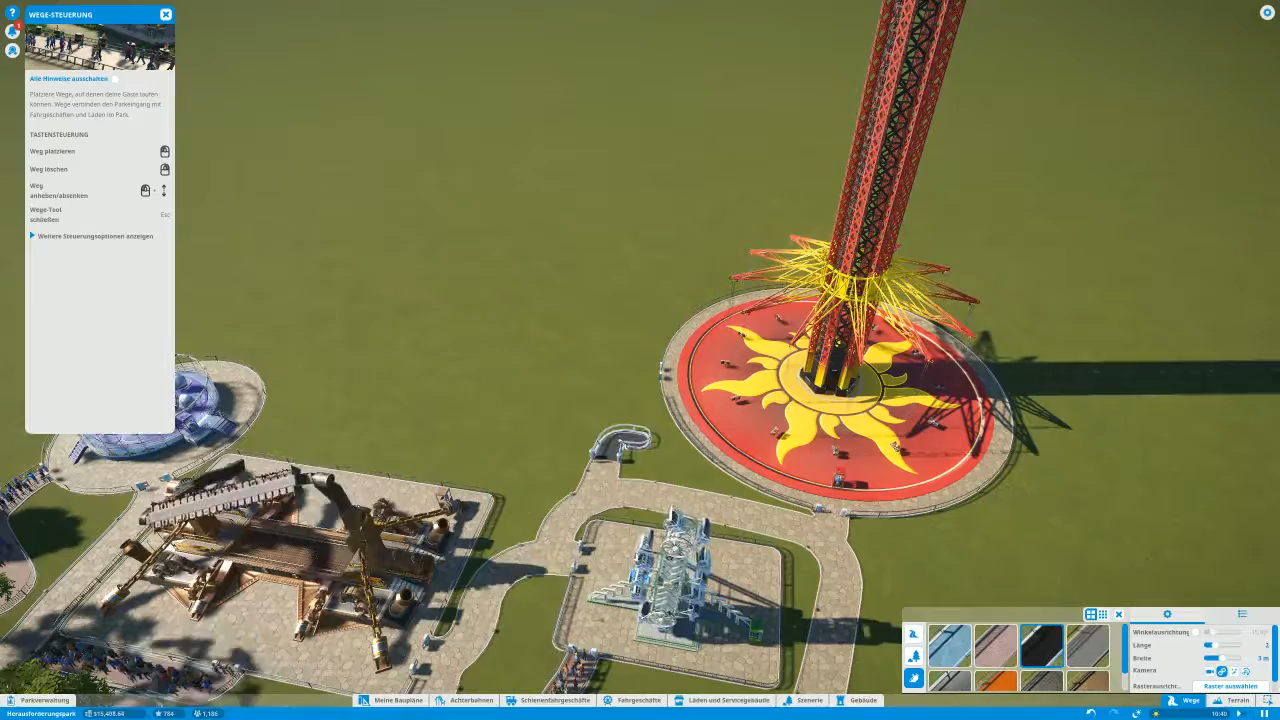 ?
WEGE-STEUERUNG
1
Alle Hinweise ausschalten
Platziere Wege, auf denen deine Gäste laufen
können. Wege verbinden den Parkeingang mit
Fahrgeschäften und Läden im Park.
TASTENSTEUERUNG
Weg platzieren
Weg löschen
Weg
anheben/absenken
Wege-Tool
schließen
Esc
Weitere Steuerungsoptionen anzeigen
Winkelausrichtung
Länge 2
Breite 3 m
Kamera
Rasterausricht... Raster auswählen
Parkverwaltung
Meine Baupläne
Achterbahnen
Schienenfahrgeschäfte
Fahrgeschäfte
Läden und Servicegebäude
Szenerie
Gebäude
Wege
Terrain
Herausforderungspark $15,408.64 784 1,186 10:49